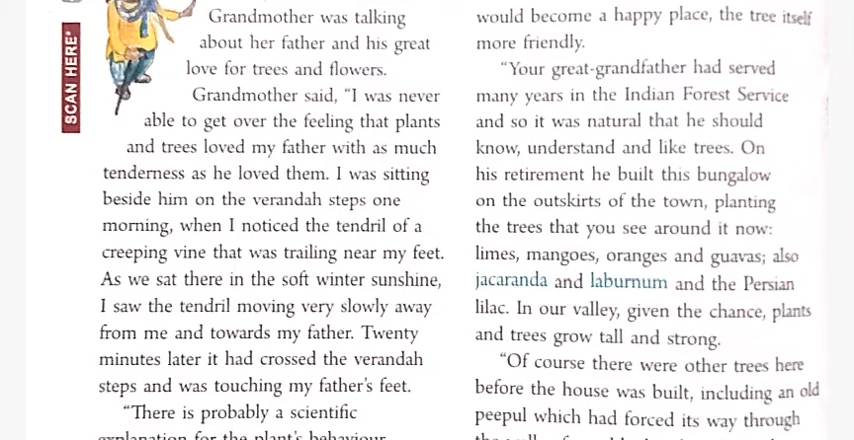 SCAN HERE*
Grandmother was talking
about her father and his great
love for trees and flowers.
Grandmother said, “I was never
able to get over the feeling that plants
and trees loved my father with as much
tenderness as he loved them. I was sitting
beside him on the verandah steps one
morning, when I noticed the tendril of a
creeping vine that was trailing near my feet.
As we sat there in the soft winter sunshine,
I saw the tendril moving very slowly away
from me and towards my father. Twenty
minutes later it had crossed the verandah
steps and was touching my father’s feet.
“There is probably a scientific
explanation for the plant’s behaviour
would become a happy place, the tree itself
more friendly.
“Your great-grandfather had served
many years in the Indian Forest Service
and so it was natural that he should
know, understand and like trees. On
his retirement he built this bungalow
on the outskirts of the town, planting
the trees that you see around it now:
limes, mangoes, oranges and guavas; also
jacaranda and laburnum and the Persian
lilac. In our valley, given the chance, plants
and trees grow tall and strong.
“Of course there were other trees here
before the house was built, including an old
peepul which had forced its way through